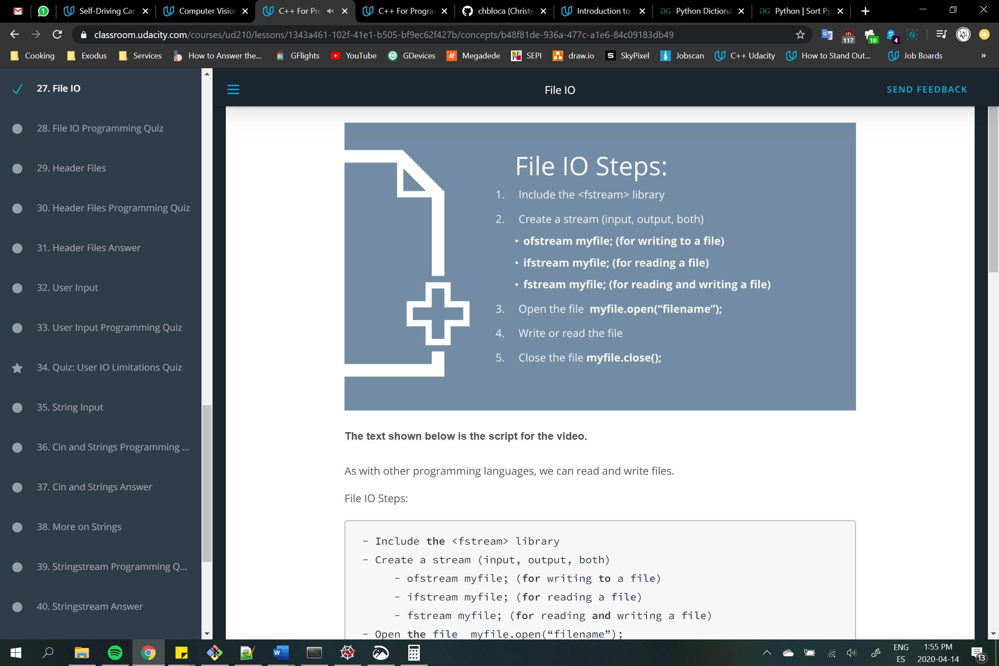 Self-Driving Car
Computer Vision
C++ For Pro
C++ For Progra
chbloca (Christe
Introduction to
Python Dictiona
Python | Sort Py
classroom.udacity.com/courses/ud210/lessons/1343a461-102f-41e1-b505-bf9ec62f427b/concepts/b48f81de-936a-477c-a1e6-84c09183db49
117
10
4
Cooking
Exodus
Services
How to Answer the...
GFlights
YouTube
GDevices
Megadede
SEPI
draw.io
SkyPixel
Jobscan
C++ Udacity
How to Stand Out...
Job Boards
»
27. File IO
28. File IO Programming Quiz
29. Header Files
30. Header Files Programming Quiz
31. Header Files Answer
32. User Input
33. User Input Programming Quiz
34. Quiz: User IO Limitations Quiz
35. String Input
36. Cin and Strings Programming ...
37. Cin and Strings Answer
38. More on Strings
39. Stringstream Programming Q...
40. Stringstream Answer
File IO
SEND FEEDBACK
File IO Steps:
1. Include the <fstream> library
2. Create a stream (input, output, both)
• ofstream myfile; (for writing to a file)
• ifstream myfile; (for reading a file)
• fstream myfile; (for reading and writing a file)
3. Open the file myfile.open(“filename”);
4. Write or read the file
5. Close the file myfile.close();
The text shown below is the script for the video.
As with other programming languages, we can read and write files.
File IO Steps:
- Include the <fstream> library
- Create a stream (input, output, both)
- ofstream myfile; (for writing to a file)
- ifstream myfile; (for reading a file)
- fstream myfile; (for reading and writing a file)
- Open the file myfile.open(“filename”);
ENG
ES
1:55 PM
2020-04-14
13